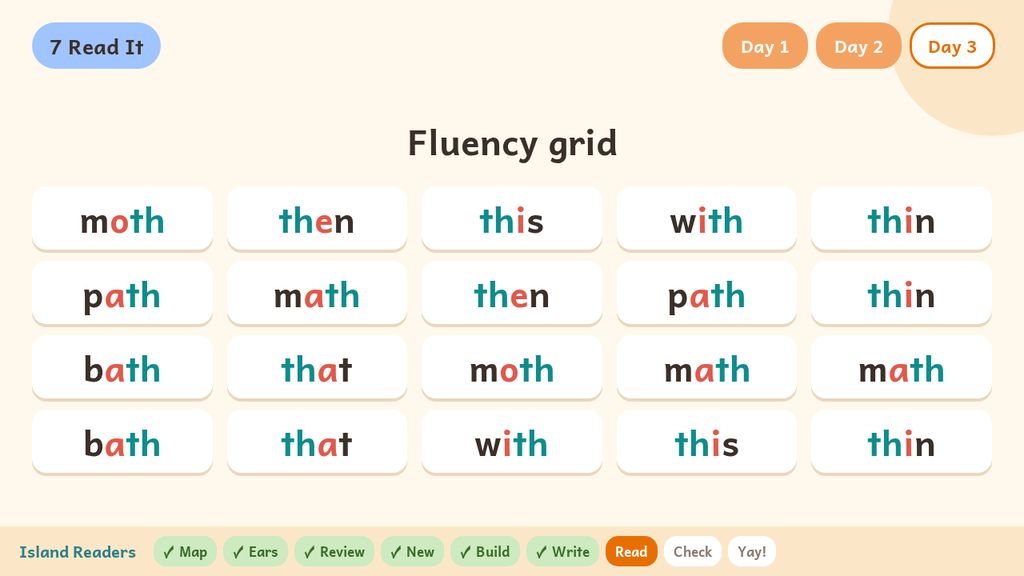 7 Read It Day 1 Day 2 Day 3
Fluency grid
moth then this with thin
path math then path thin
bath that moth math math
bath that with this thin
Island Readers ✓ Map ✓ Ears ✓ Review ✓ New ✓ Build ✓ Write Read Check Yay!